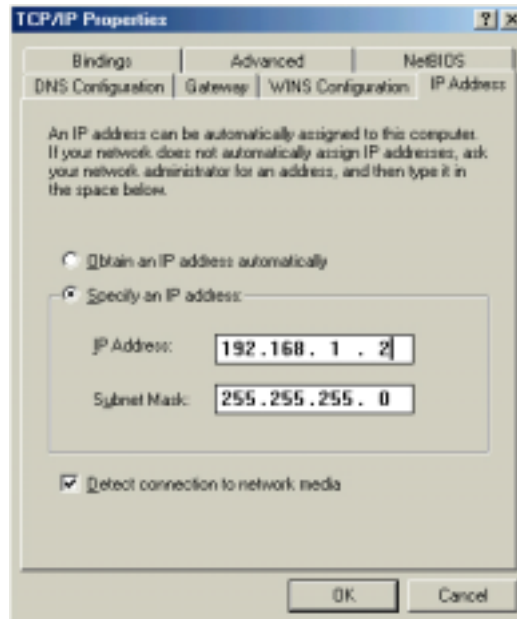 TCP/IP Properties
Bindings Advanced NetBIOS
DNS Configuration Gateway WINS Configuration IP Address
An IP address can be automatically assigned to this computer.
If your network does not automatically assign IP addresses, ask
your network administrator for an address, and then type it in
the space below.
Obtain an IP address automatically
Specify an IP address:
IP Address: 192.168. 1 . 2
Subnet Mask: 255.255.255. 0
Detect connection to network media
OK Cancel